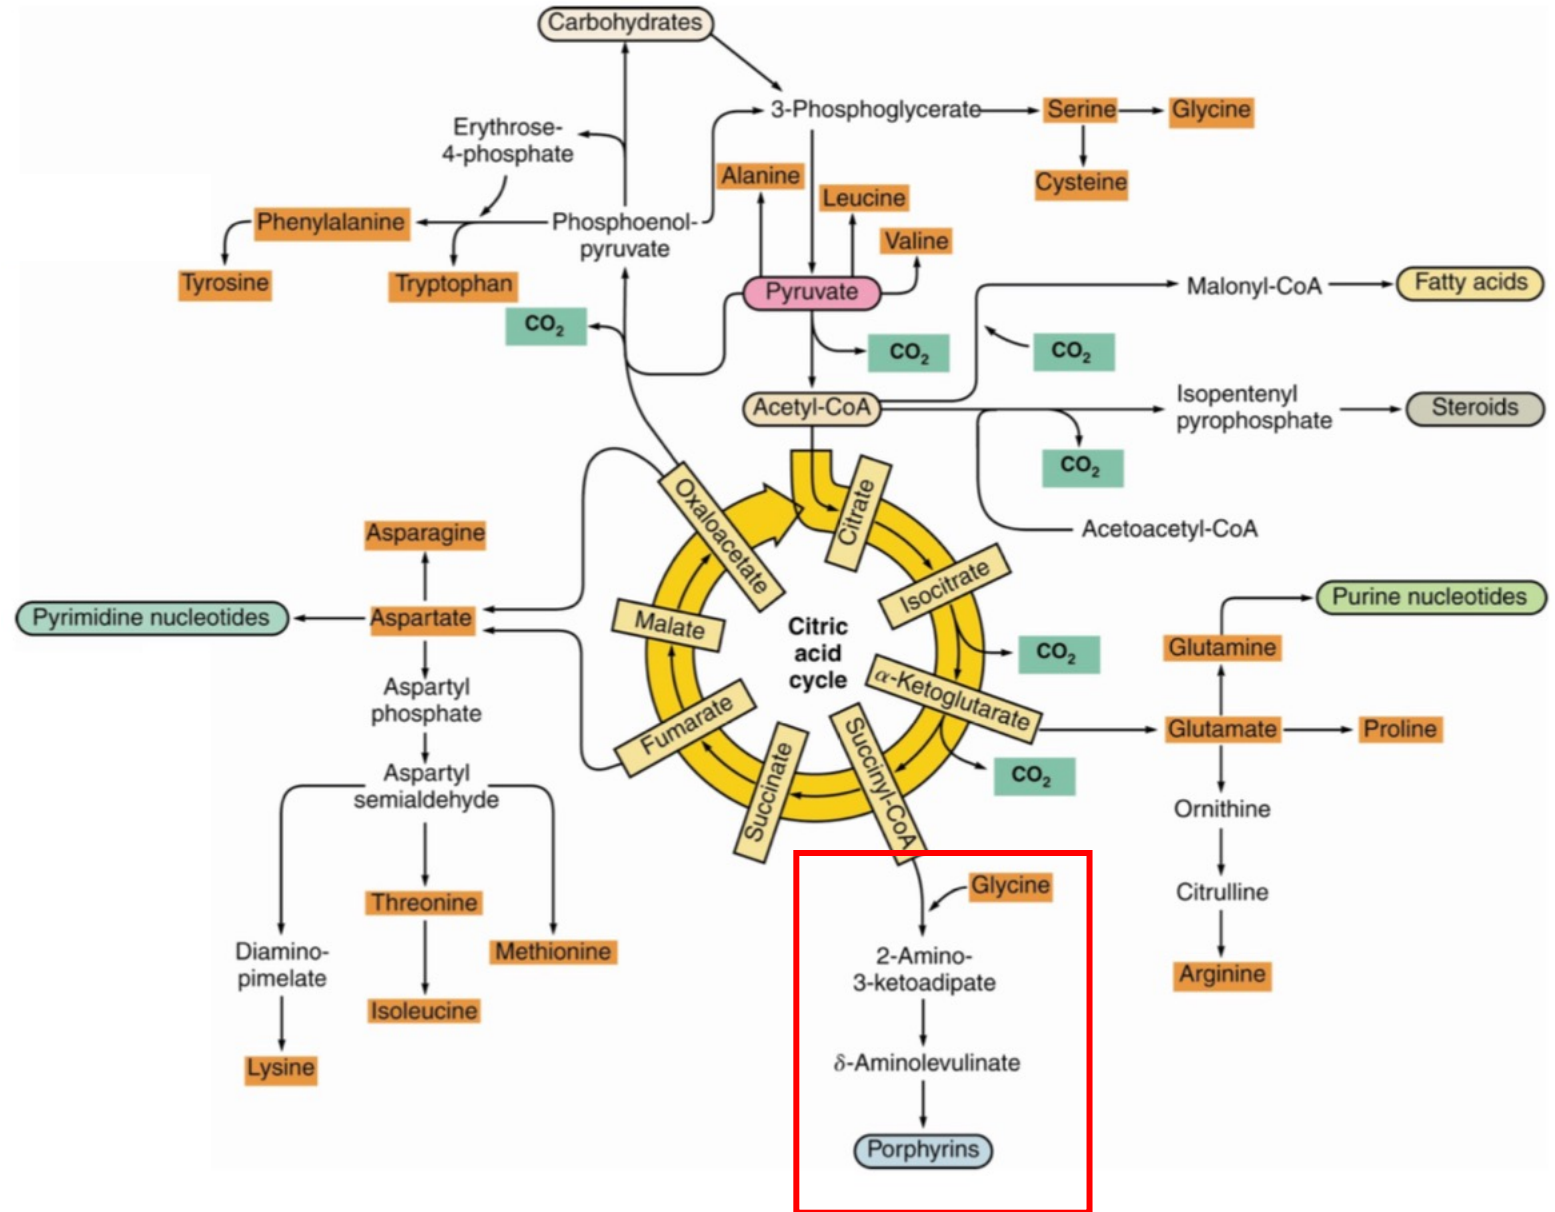 Carbohydrates
3-Phosphoglycerate
Serine
Glycine
Cysteine
Erythrose-
4-phosphate
Alanine
Leucine
Valine
Phenylalanine
Phosphoenol-
pyruvate
Tyrosine
Tryptophan
CO₂
Pyruvate
CO₂
CO₂
Malonyl-CoA
Fatty acids
Acetyl-CoA
Isopentenyl
pyrophosphate
Steroids
CO₂
Acetoacetyl-CoA
Oxaloacetate
Citrate
Isocitrate
α-Ketoglutarate
Succinyl-CoA
Succinate
Fumarate
Malate
Citric
acid
cycle
CO₂
CO₂
Asparagine
Pyrimidine nucleotides
Aspartate
Aspartyl
phosphate
Aspartyl
semialdehyde
Diamino-
pimelate
Lysine
Threonine
Isoleucine
Methionine
Purine nucleotides
Glutamine
Glutamate
Proline
Ornithine
Citrulline
Arginine
Glycine
2-Amino-
3-ketoadipate
δ-Aminolevulinate
Porphyrins